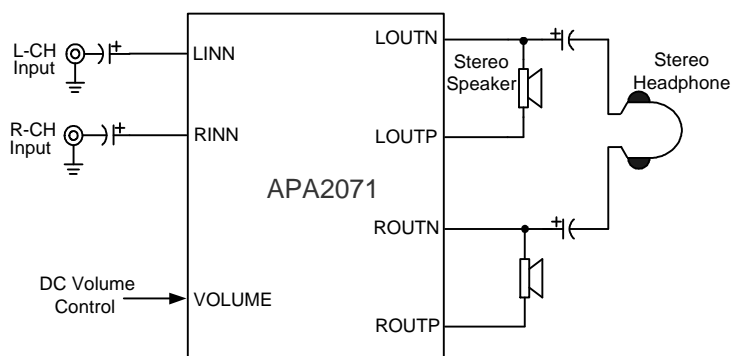 L-CH
Input
LINN
R-CH
Input
RINN
APA2071
DC Volume
Control
VOLUME
LOUTN
Stereo
Speaker
LOUTP
ROUTN
ROUTP
Stereo
Headphone
+
+
+
+